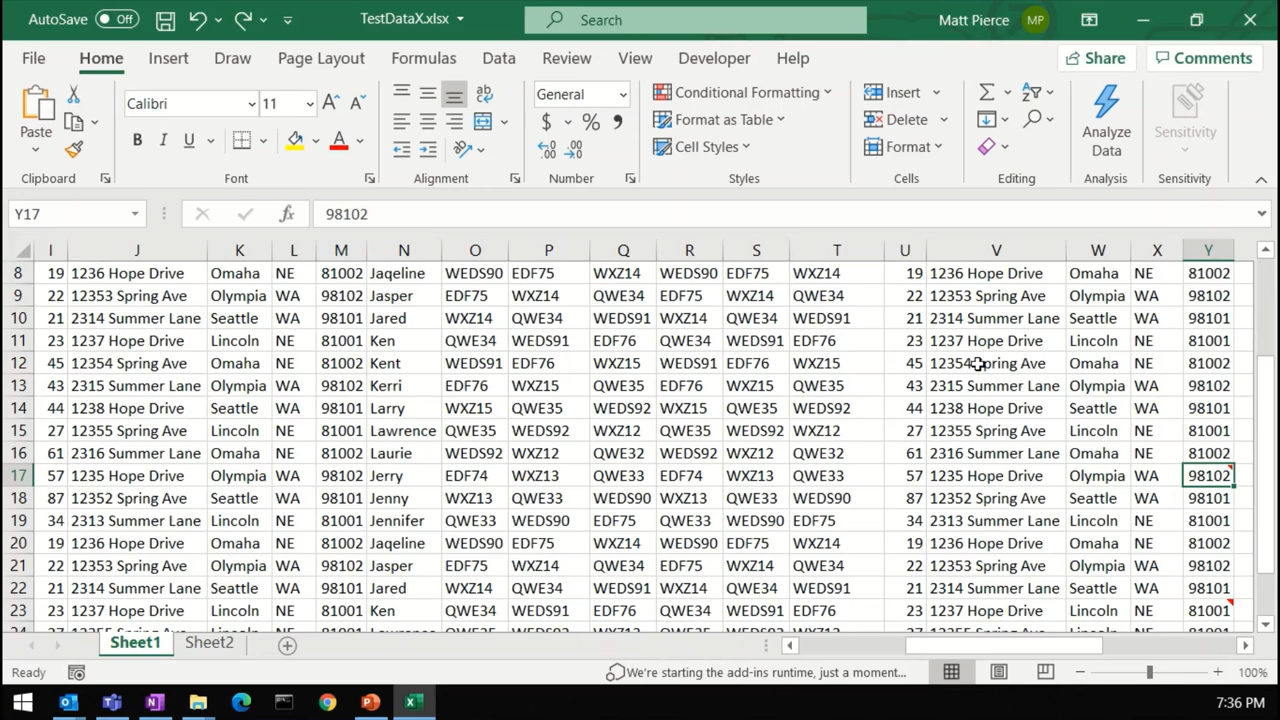 AutoSave Off TestDataX.xlsx Search Matt Pierce MP
File Home Insert Draw Page Layout Formulas Data Review View Developer Help Share Comments
Calibri 11 General Conditional Formatting Insert
Paste Format as Table Delete Analyze Data Sensitivity
B I U A $ % Cell Styles Format
Clipboard Font Alignment Number Styles Cells Editing Analysis Sensitivity
Y17 fx 98102
I J K L M N O P Q R S T U V W X Y
8 19 1236 Hope Drive Omaha NE 81002 Jaqeline WEDS90 EDF75 WXZ14 WEDS90 EDF75 WXZ14 19 1236 Hope Drive Omaha NE 81002
9 22 12353 Spring Ave Olympia WA 98102 Jasper EDF75 WXZ14 QWE34 EDF75 WXZ14 QWE34 22 12353 Spring Ave Olympia WA 98102
10 21 2314 Summer Lane Seattle WA 98101 Jared WXZ14 QWE34 WEDS91 WXZ14 QWE34 WEDS91 21 2314 Summer Lane Seattle WA 98101
11 23 1237 Hope Drive Lincoln NE 81001 Ken QWE34 WEDS91 EDF76 QWE34 WEDS91 EDF76 23 1237 Hope Drive Lincoln NE 81001
12 45 12354 Spring Ave Omaha NE 81002 Kent WEDS91 EDF76 WXZ15 WEDS91 EDF76 WXZ15 45 12354 Spring Ave Omaha NE 81002
13 43 2315 Summer Lane Olympia WA 98102 Kerri EDF76 WXZ15 QWE35 EDF76 WXZ15 QWE35 43 2315 Summer Lane Olympia WA 98102
14 44 1238 Hope Drive Seattle WA 98101 Larry WXZ15 QWE35 WEDS92 WXZ15 QWE35 WEDS92 44 1238 Hope Drive Seattle WA 98101
15 27 12355 Spring Ave Lincoln NE 81001 Lawrence QWE35 WEDS92 WXZ12 QWE35 WEDS92 WXZ12 27 12355 Spring Ave Lincoln NE 81001
16 61 2316 Summer Lane Omaha NE 81002 Laurie WEDS92 WXZ12 QWE32 WEDS92 WXZ12 QWE32 61 2316 Summer Lane Omaha NE 81002
17 57 1235 Hope Drive Olympia WA 98102 Jerry EDF74 WXZ13 QWE33 EDF74 WXZ13 QWE33 57 1235 Hope Drive Olympia WA 98102
18 87 12352 Spring Ave Seattle WA 98101 Jenny WXZ13 QWE33 WEDS90 WXZ13 QWE33 WEDS90 87 12352 Spring Ave Seattle WA 98101
19 34 2313 Summer Lane Lincoln NE 81001 Jennifer QWE33 WEDS90 EDF75 QWE33 WEDS90 EDF75 34 2313 Summer Lane Lincoln NE 81001
20 19 1236 Hope Drive Omaha NE 81002 Jaqeline WEDS90 EDF75 WXZ14 WEDS90 EDF75 WXZ14 19 1236 Hope Drive Omaha NE 81002
21 22 12353 Spring Ave Olympia WA 98102 Jasper EDF75 WXZ14 QWE34 EDF75 WXZ14 QWE34 22 12353 Spring Ave Olympia WA 98102
22 21 2314 Summer Lane Seattle WA 98101 Jared WXZ14 QWE34 WEDS91 WXZ14 QWE34 WEDS91 21 2314 Summer Lane Seattle WA 98101
23 23 1237 Hope Drive Lincoln NE 81001 Ken QWE34 WEDS91 EDF76 QWE34 WEDS91 EDF76 23 1237 Hope Drive Lincoln NE 81001
Sheet1 Sheet2
Ready We're starting the add-ins runtime, just a moment... 100%
7:36 PM